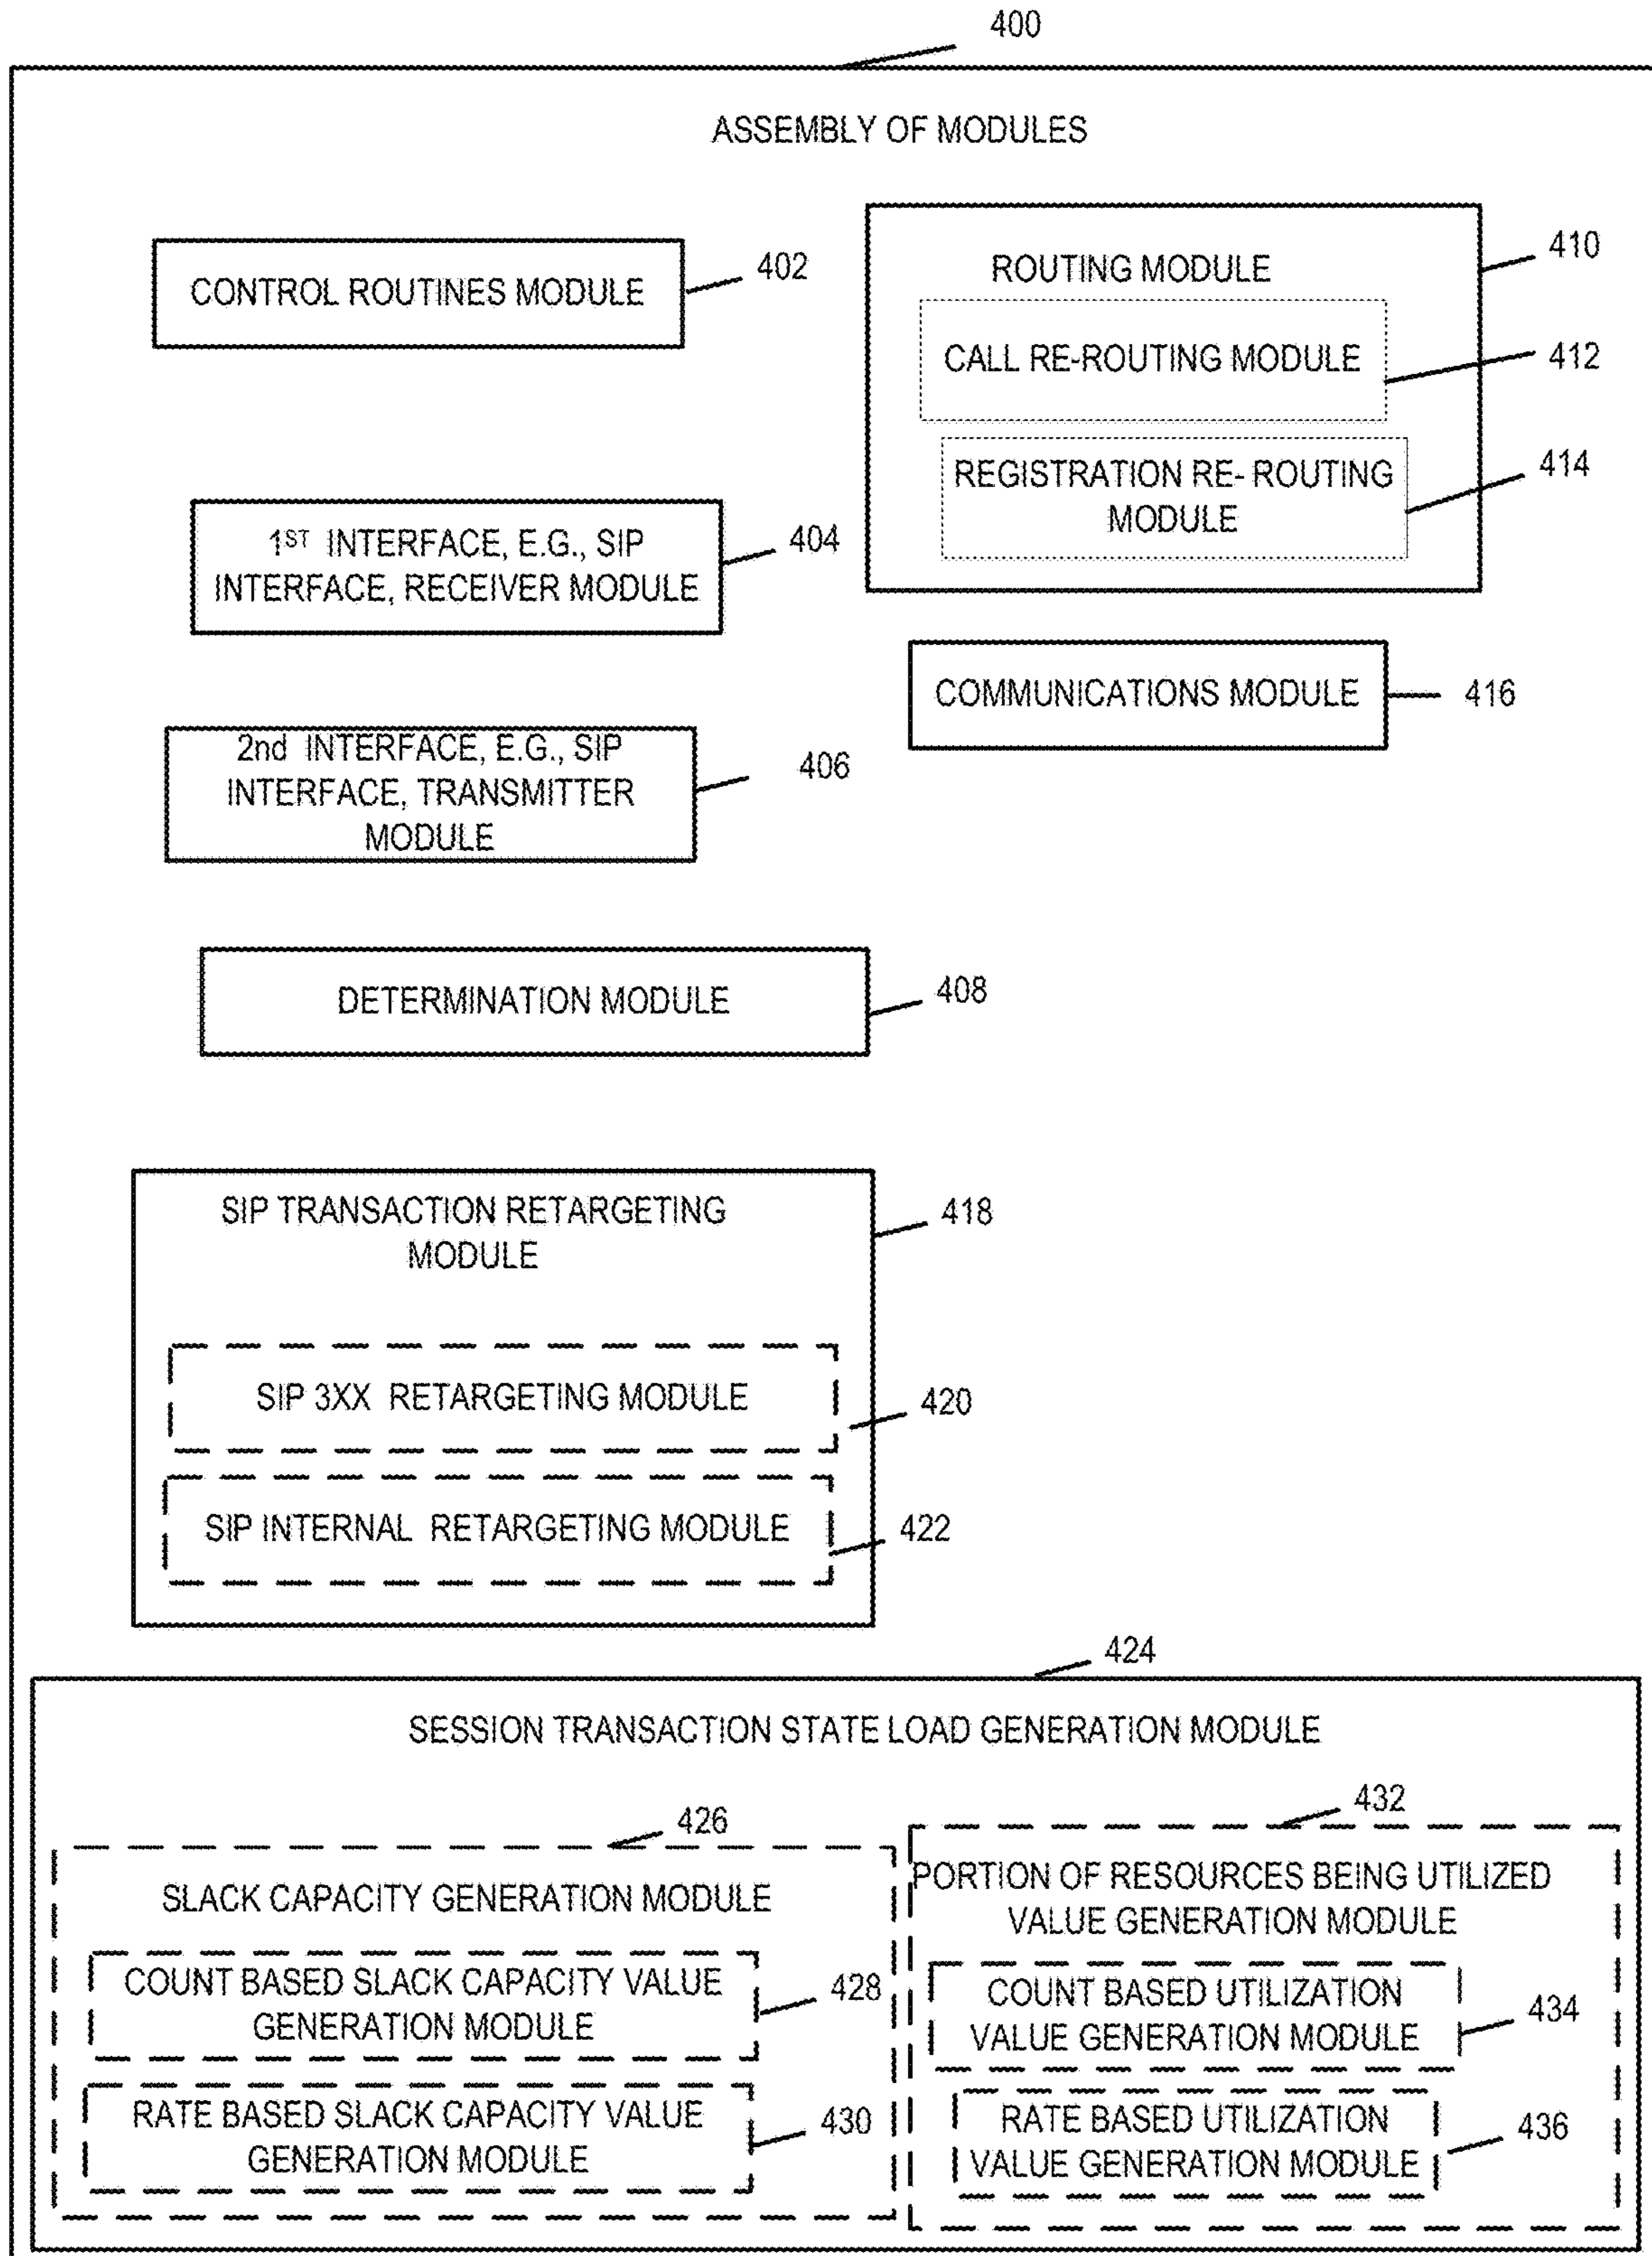 400
ASSEMBLY OF MODULES
CONTROL ROUTINES MODULE
402
ROUTING MODULE
410
CALL RE-ROUTING MODULE
412
REGISTRATION RE- ROUTING
MODULE
414
1ST INTERFACE, E.G., SIP
INTERFACE, RECEIVER MODULE
404
COMMUNICATIONS MODULE
416
2nd INTERFACE, E.G., SIP
INTERFACE, TRANSMITTER
MODULE
406
DETERMINATION MODULE
408
SIP TRANSACTION RETARGETING
MODULE
418
SIP 3XX RETARGETING MODULE
420
SIP INTERNAL RETARGETING MODULE
422
424
SESSION TRANSACTION STATE LOAD GENERATION MODULE
426
SLACK CAPACITY GENERATION MODULE
COUNT BASED SLACK CAPACITY VALUE
GENERATION MODULE
428
RATE BASED SLACK CAPACITY VALUE
GENERATION MODULE
430
432
PORTION OF RESOURCES BEING UTILIZED
VALUE GENERATION MODULE
COUNT BASED UTILIZATION
VALUE GENERATION MODULE
434
RATE BASED UTILIZATION
VALUE GENERATION MODULE
436